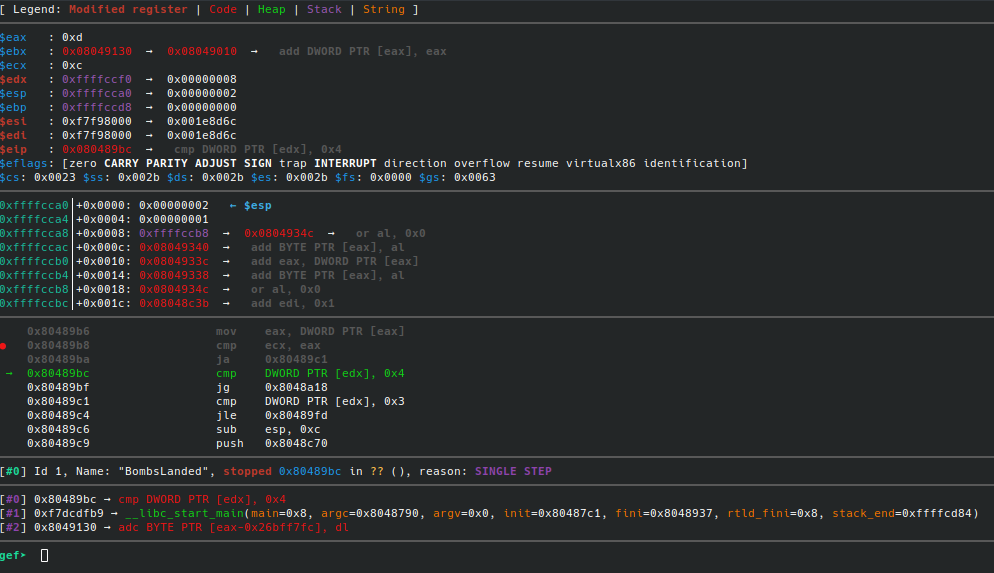 [ Legend: Modified register | Code | Heap | Stack | String ]
$eax   : 0xd
$ebx   : 0x08049130  →  0x08049010  →   add DWORD PTR [eax], eax
$ecx   : 0xc
$edx   : 0xffffccf0  →  0x00000008
$esp   : 0xffffcca0  →  0x00000002
$ebp   : 0xffffccd8  →  0x00000000
$esi   : 0xf7f98000  →  0x001e8d6c
$edi   : 0xf7f98000  →  0x001e8d6c
$eip   : 0x080489bc  →   cmp DWORD PTR [edx], 0x4
$eflags: [zero CARRY PARITY ADJUST SIGN trap INTERRUPT direction overflow resume virtualx86 identification]
$cs: 0x0023 $ss: 0x002b $ds: 0x002b $es: 0x002b $fs: 0x0000 $gs: 0x0063
0xffffcca0│+0x0000: 0x00000002   ← $esp
0xffffcca4│+0x0004: 0x00000001
0xffffcca8│+0x0008: 0xffffccb8  →  0x0804934c  →   or al, 0x0
0xffffccac│+0x000c: 0x08049340  →   add BYTE PTR [eax], al
0xffffccb0│+0x0010: 0x0804933c  →   add eax, DWORD PTR [eax]
0xffffccb4│+0x0014: 0x08049338  →   add BYTE PTR [eax], al
0xffffccb8│+0x0018: 0x0804934c  →   or al, 0x0
0xffffccbc│+0x001c: 0x08048c3b  →   add edi, 0x1
0x80489b6                  mov    eax, DWORD PTR [eax]
● 0x80489b8                  cmp    ecx, eax
0x80489ba                  ja     0x80489c1
→ 0x80489bc                  cmp    DWORD PTR [edx], 0x4
0x80489bf                  jg     0x8048a18
0x80489c1                  cmp    DWORD PTR [edx], 0x3
0x80489c4                  jle    0x80489fd
0x80489c6                  sub    esp, 0xc
0x80489c9                  push   0x8048c70
[#0] Id 1, Name: "BombsLanded", stopped 0x80489bc in ?? (), reason: SINGLE STEP
[#0] 0x80489bc → cmp DWORD PTR [edx], 0x4
[#1] 0xf7dcdfb9 → __libc_start_main(main=0x8, argc=0x8048790, argv=0x0, init=0x80487c1, fini=0x8048937, rtld_fini=0x8, stack_end=0xffffcd84)
[#2] 0x8049130 → adc BYTE PTR [eax-0x26bff7fc], dl
gef➤